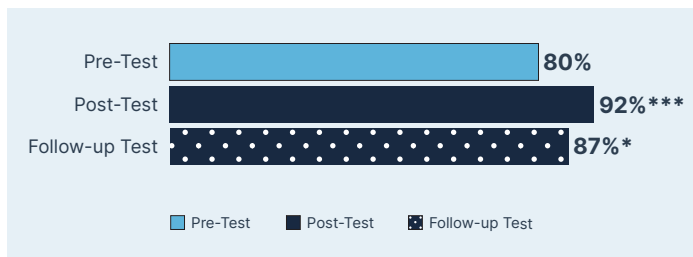 Pre-Test 80%
Post-Test 92%***
Follow-up Test 87%*
Pre-Test Post-Test Follow-up Test